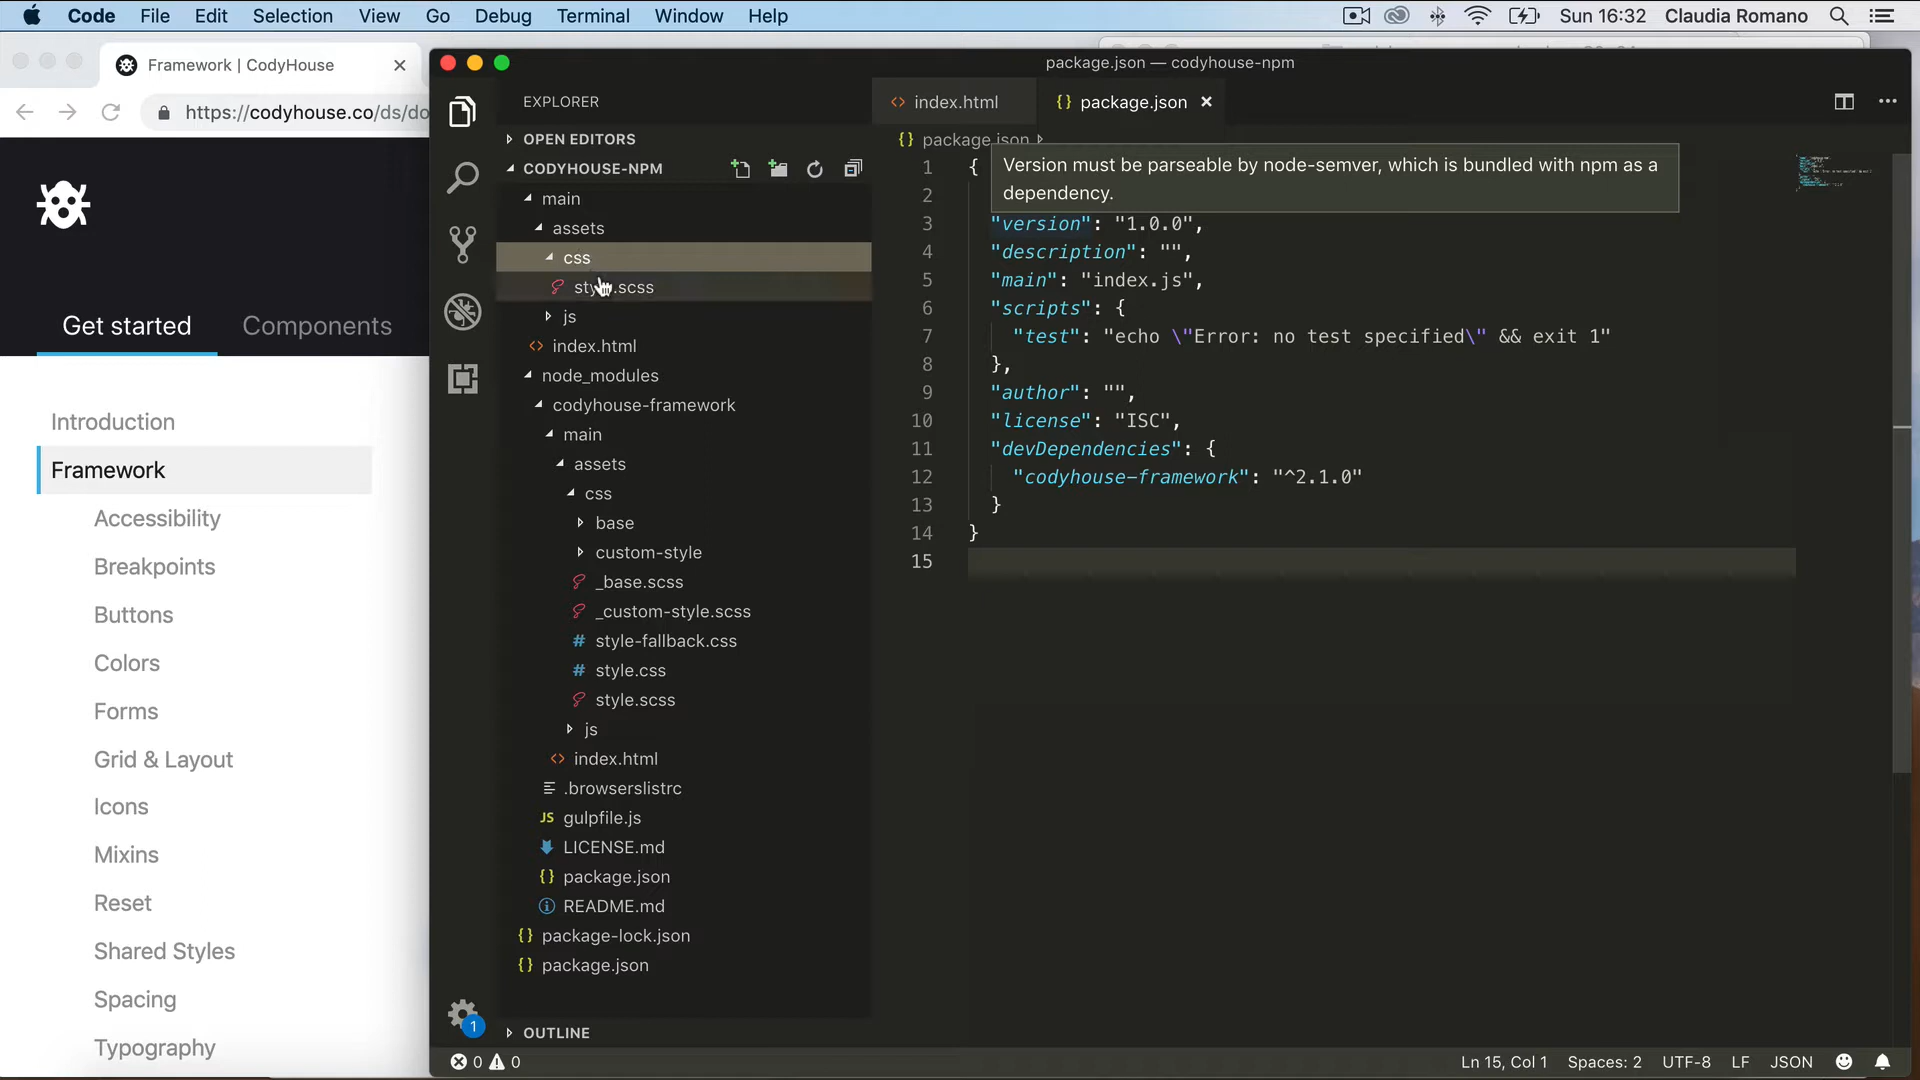 Code File Edit Selection View Go Debug Terminal Window Help Sun 16:32 Claudia Romano
Framework | CodyHouse
https://codyhouse.co/ds/do
Get started Components
Introduction
Framework
Accessibility
Breakpoints
Buttons
Colors
Forms
Grid & Layout
Icons
Mixins
Reset
Shared Styles
Spacing
Typography
package.json — codyhouse-npm
EXPLORER
OPEN EDITORS
CODYHOUSE-NPM
main
assets
css
style.scss
js
index.html
node_modules
codyhouse-framework
main
assets
css
base
custom-style
_base.scss
_custom-style.scss
# style-fallback.css
# style.css
style.scss
js
index.html
.browserslistrc
JS gulpfile.js
LICENSE.md
{} package.json
README.md
{} package-lock.json
{} package.json
OUTLINE
1
index.html {} package.json
{} package.json
Version must be parseable by node-semver, which is bundled with npm as a
dependency.
1 {
2
3 "version": "1.0.0",
4 "description": "",
5 "main": "index.js",
6 "scripts": {
7 "test": "echo \"Error: no test specified\" && exit 1"
8 },
9 "author": "",
10 "license": "ISC",
11 "devDependencies": {
12 "codyhouse-framework": "^2.1.0"
13 }
14 }
15
0 0 Ln 15, Col 1 Spaces: 2 UTF-8 LF JSON